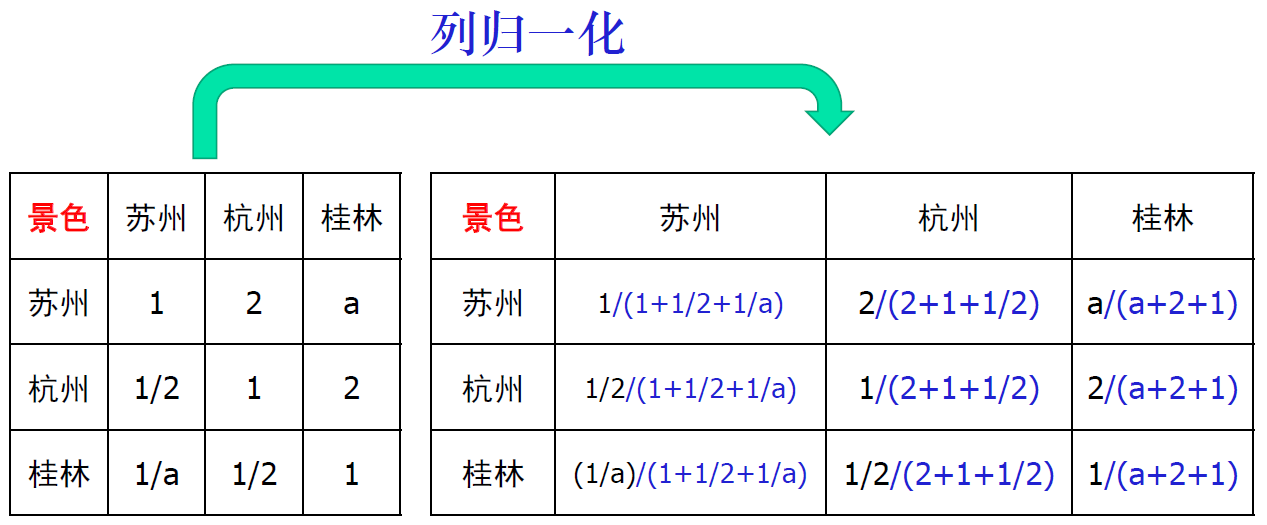 列归一化
景色 苏州 杭州 桂林
苏州 1 2 a
杭州 1/2 1 2
桂林 1/a 1/2 1
景色 苏州 杭州 桂林
苏州 1/(1+1/2+1/a) 2/(2+1+1/2) a/(a+2+1)
杭州 1/2/(1+1/2+1/a) 1/(2+1+1/2) 2/(a+2+1)
桂林 (1/a)/(1+1/2+1/a) 1/2/(2+1+1/2) 1/(a+2+1)